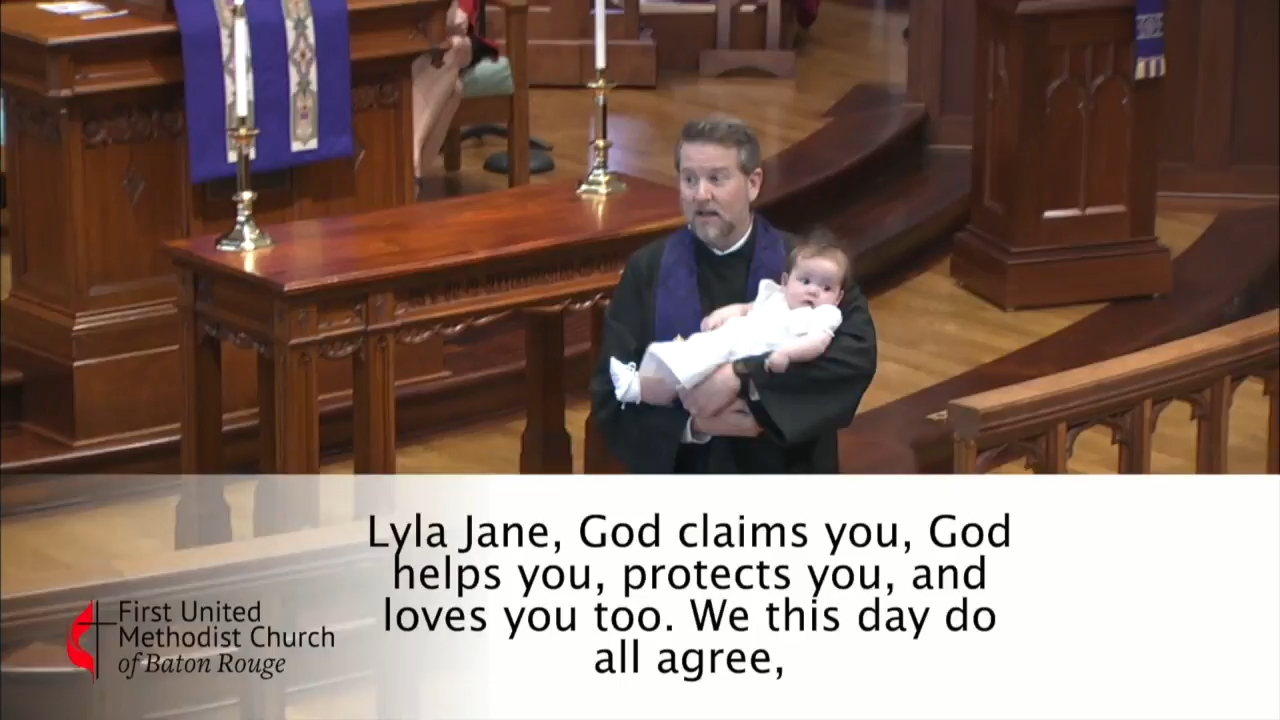 Lyla Jane, God claims you, God
helps you, protects you, and
loves you too. We this day do
all agree,
First United
Methodist Church
of Baton Rouge